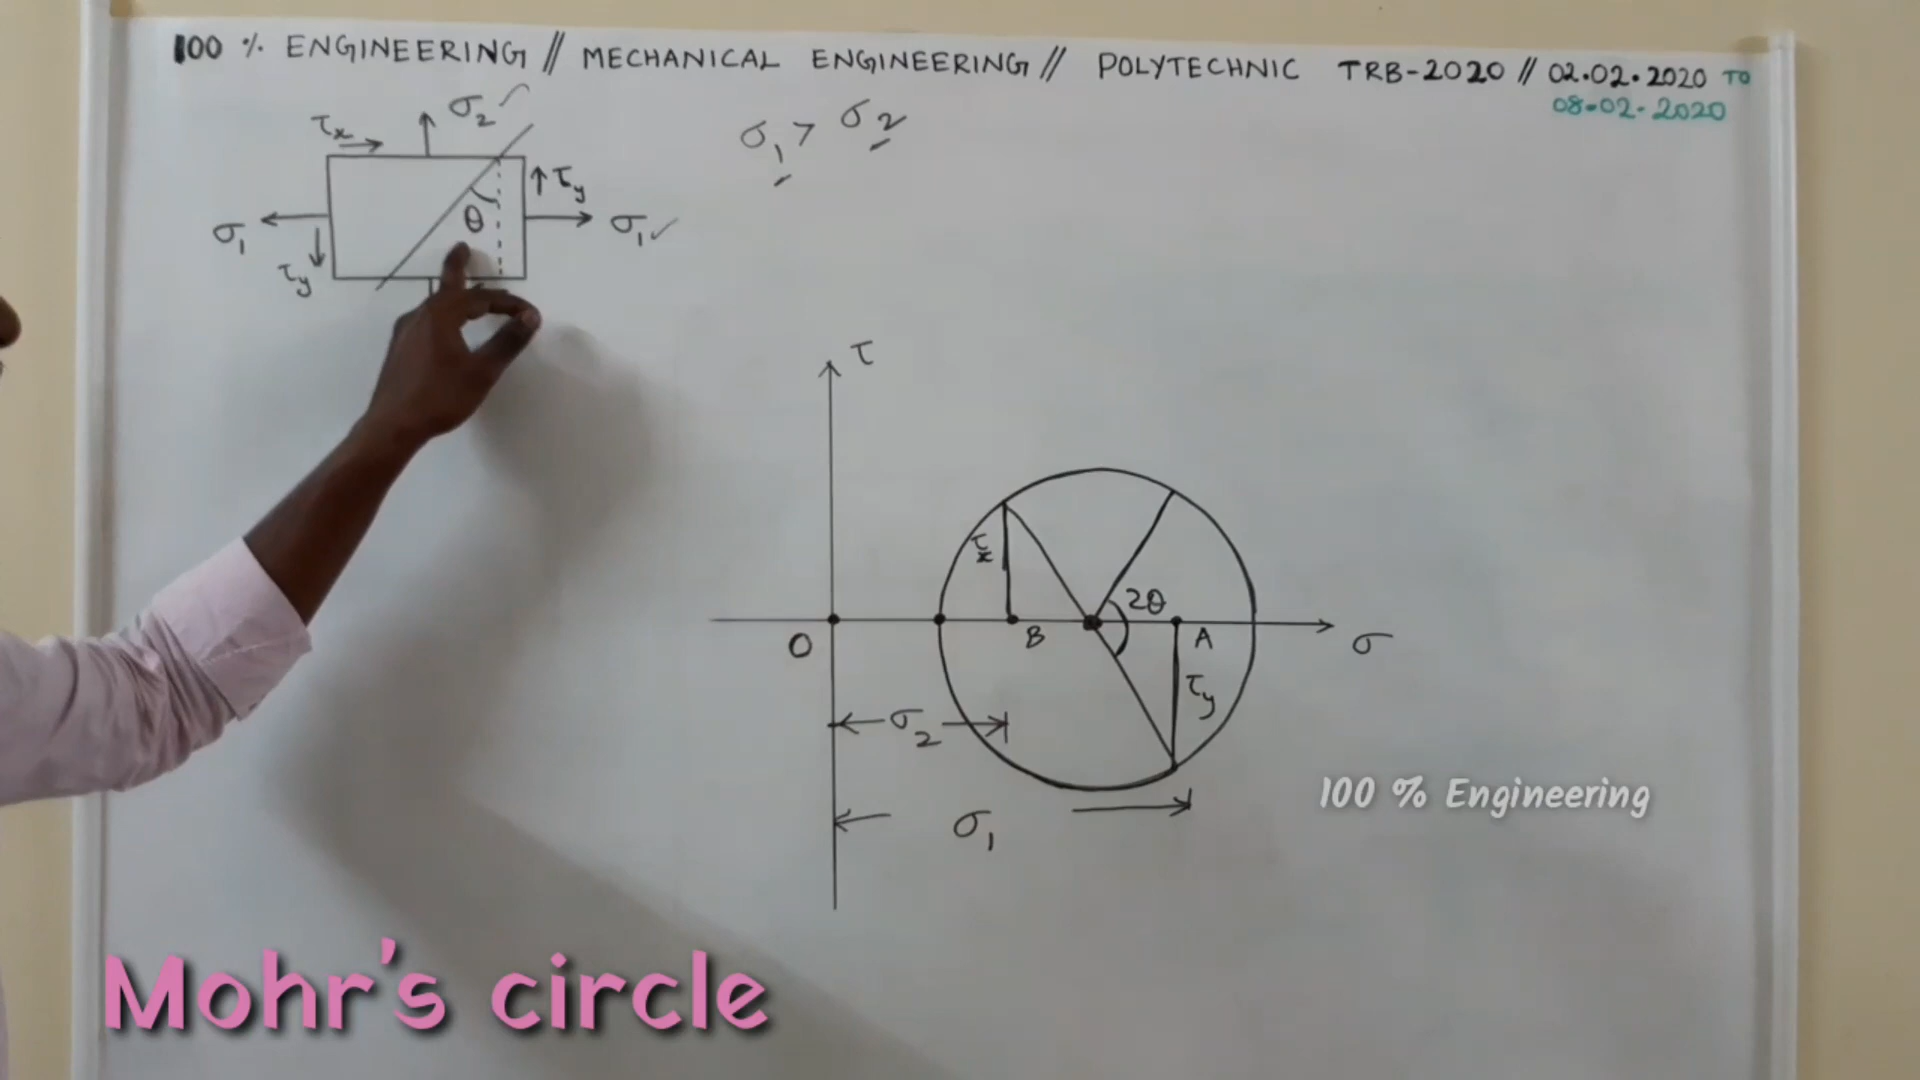 100 % ENGINEERING // MECHANICAL ENGINEERING // POLYTECHNIC TRB-2020 // 02.02.2020 TO
08-02-2020
σ2
τx
σ1 > σ2
τy
θ
σ1
σ1
τy
τ
τx
2θ
O
B
A
σ
τy
σ2
σ1
100 % Engineering
Mohr's circle